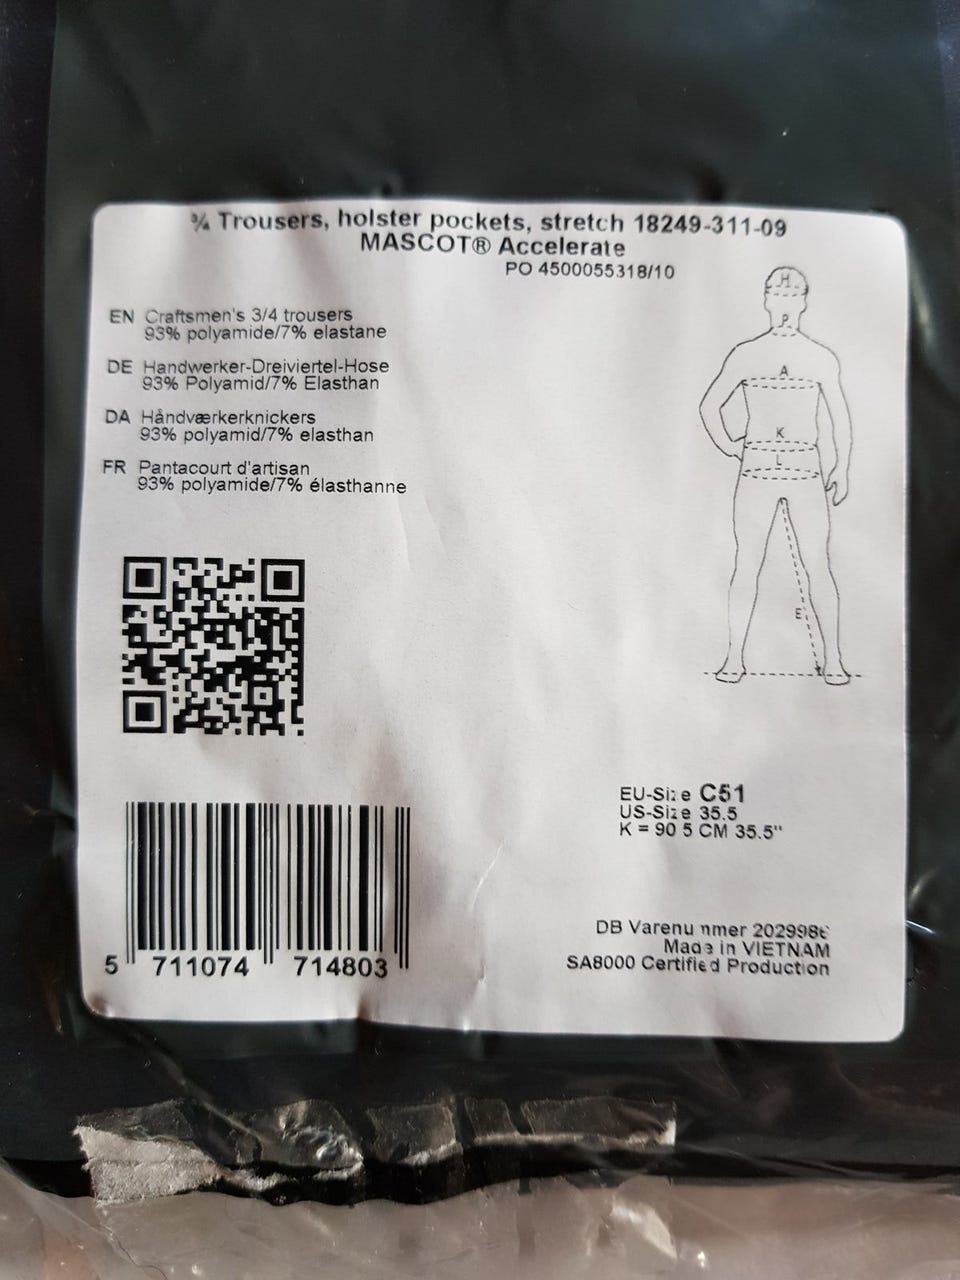 ¾ Trousers, holster pockets, stretch 18249-311-09
MASCOT® Accelerate
PO 4500055318/10
EN Craftsmen's 3/4 trousers
93% polyamide/7% elastane
DE Handwerker-Dreiviertel-Hose
93% Polyamid/7% Elasthan
DA Håndværkerknickers
93% polyamid/7% elasthan
FR Pantacourt d'artisan
93% polyamide/7% élasthanne
H
P
A
K
L
E
EU-Size C51
US-Size 35.5
K = 90 5 CM 35.5"
5 711074 714803
DB Varenummer
Made in VIETNAM
SA8000 Certified Production